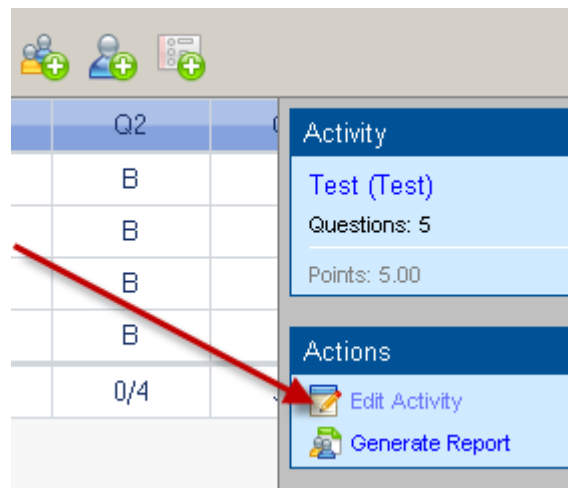 Q2
B
B
B
B
0/4
Activity
Test (Test)
Questions: 5
Points: 5.00
Actions
Edit Activity
Generate Report